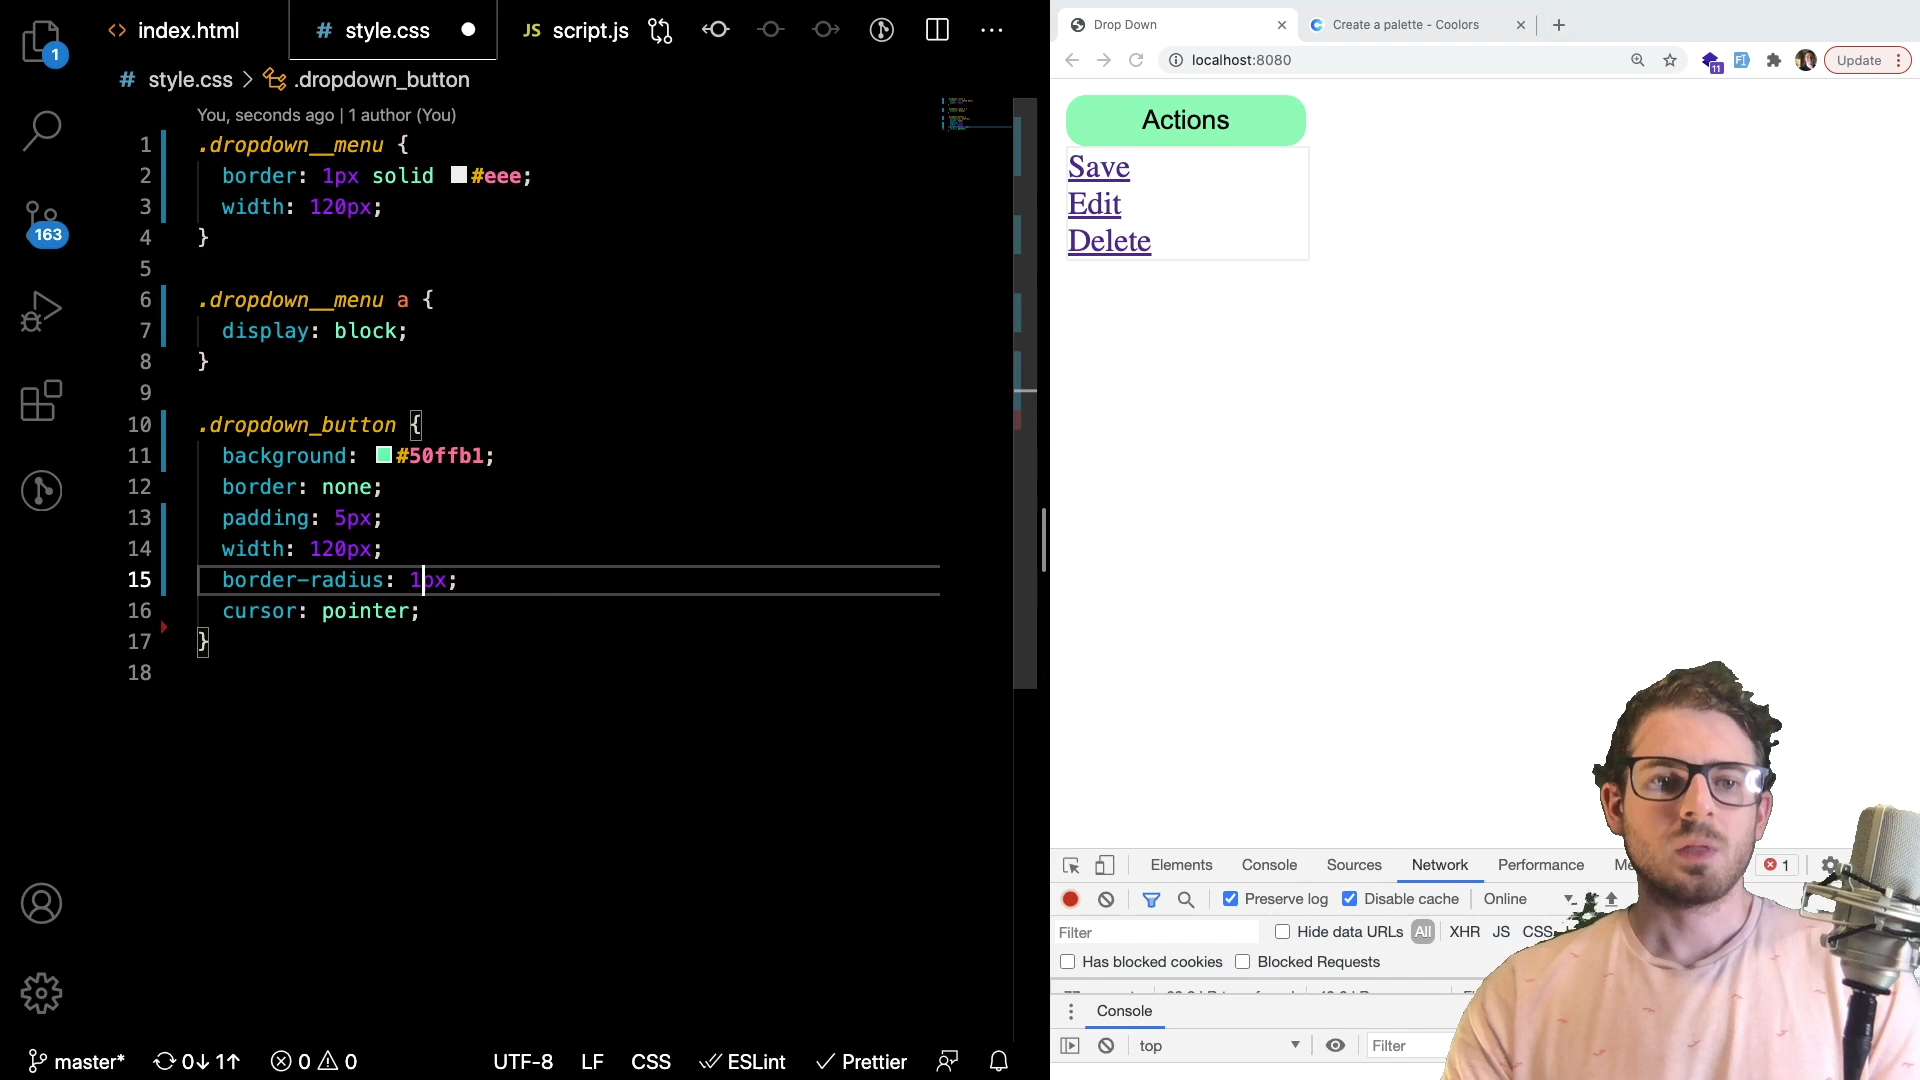 index.html
style.css
JS script.js
1
# style.css > .dropdown_button
You, seconds ago | 1 author (You)
1 .dropdown__menu {
2 border: 1px solid #eee;
3 width: 120px;
4 }
5
6 .dropdown__menu a {
7 display: block;
8 }
9
10 .dropdown_button {
11 background: #50ffb1;
12 border: none;
13 padding: 5px;
14 width: 120px;
15 border-radius: 1px;
16 cursor: pointer;
17 }
18
163
master* 0↓ 1↑ 0 0 UTF-8 LF CSS ESLint Prettier
Drop Down
Create a palette - Coolors
localhost:8080
11
Update
Actions
Save
Edit
Delete
Elements Console Sources Network Performance 1
Preserve log Disable cache Online
Filter Hide data URLs All XHR JS CSS
Has blocked cookies Blocked Requests
Console
top Filter